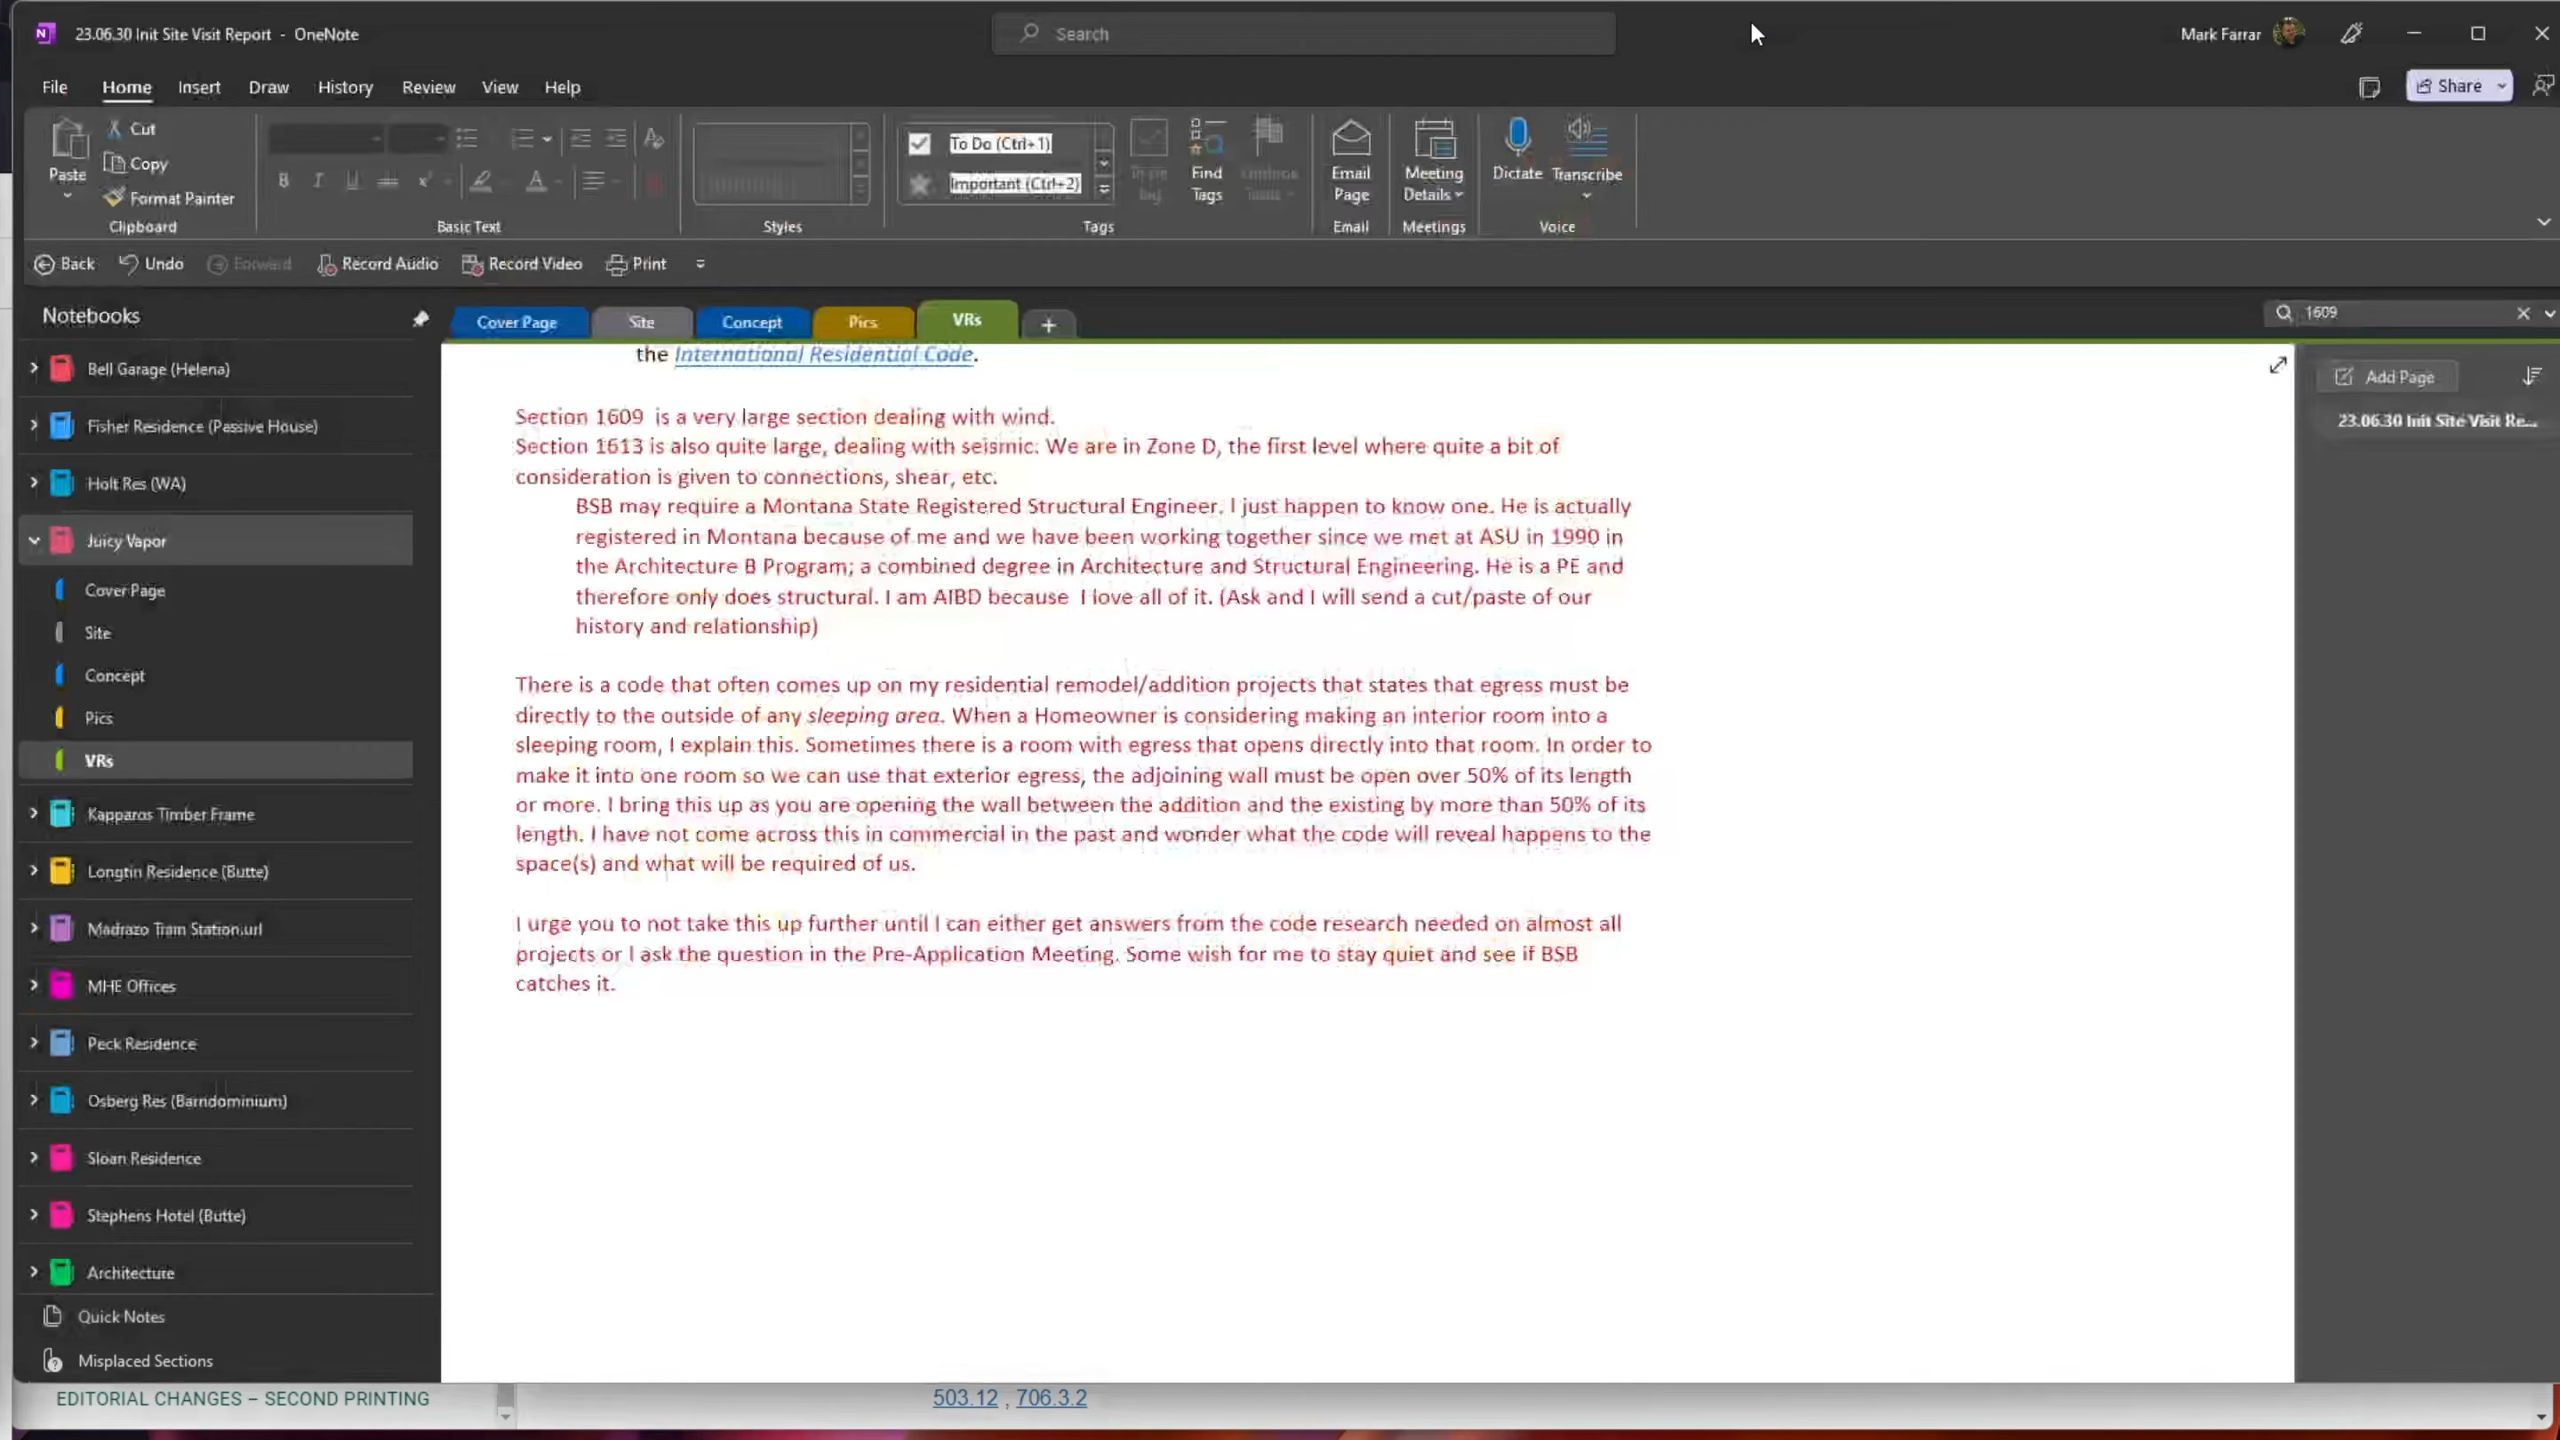 23.06.30 Init Site Visit Report - OneNote
Search
Mark Farrar
File Home Insert Draw History Review View Help
Share
Paste
Cut
Copy
Format Painter
Clipboard
Basic Text
Styles
To Do (Ctrl+1)
Important (Ctrl+2)
Find Tags
Tags
Email Page
Email
Meeting Details
Meetings
Dictate
Transcribe
Voice
Back Undo Forward Record Audio Record Video Print
Notebooks
Cover Page Site Concept Pics VRs
1609
Bell Garage (Helena)
Fisher Residence (Passive House)
Holt Res (WA)
Juicy Vapor
Cover Page
Site
Concept
Pics
VRs
Kapparos Timber Frame
Longtin Residence (Butte)
Madrazo Train Station.url
MHE Offices
Peck Residence
Osberg Res (Barndominium)
Sloan Residence
Stephens Hotel (Butte)
Architecture
Quick Notes
Misplaced Sections
the International Residential Code.
Section 1609 is a very large section dealing with wind.
Section 1613 is also quite large, dealing with seismic. We are in Zone D, the first level where quite a bit of
consideration is given to connections, shear, etc.
BSB may require a Montana State Registered Structural Engineer. I just happen to know one. He is actually
registered in Montana because of me and we have been working together since we met at ASU in 1990 in
the Architecture B Program; a combined degree in Architecture and Structural Engineering. He is a PE and
therefore only does structural. I am AIBD because I love all of it. (Ask and I will send a cut/paste of our
history and relationship)
There is a code that often comes up on my residential remodel/addition projects that states that egress must be
directly to the outside of any sleeping area. When a Homeowner is considering making an interior room into a
sleeping room, I explain this. Sometimes there is a room with egress that opens directly into that room. In order to
make it into one room so we can use that exterior egress, the adjoining wall must be open over 50% of its length
or more. I bring this up as you are opening the wall between the addition and the existing by more than 50% of its
length. I have not come across this in commercial in the past and wonder what the code will reveal happens to the
space(s) and what will be required of us.
I urge you to not take this up further until I can either get answers from the code research needed on almost all
projects or I ask the question in the Pre-Application Meeting. Some wish for me to stay quiet and see if BSB
catches it.
Add Page
23.06.30 Init Site Visit Re...
EDITORIAL CHANGES – SECOND PRINTING
503.12 , 706.3.2